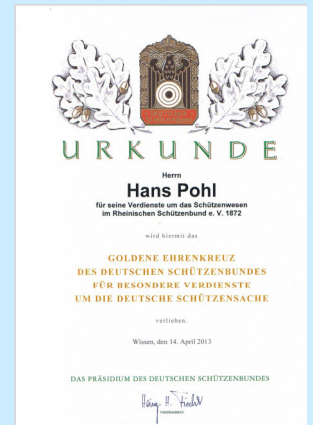 URKUNDE
Herrn
Hans Pohl
für seine Verdienste um das Schützenwesen
im Rheinischen Schützenbund e. V. 1872
wird hiermit das
GOLDENE EHRENKREUZ
DES DEUTSCHEN SCHÜTZENBUNDES
FÜR BESONDERE VERDIENSTE
UM DIE DEUTSCHE SCHÜTZENSACHE
verliehen.
Wissen, den 14. April 2013
DAS PRÄSIDIUM DES DEUTSCHEN SCHÜTZENBUNDES